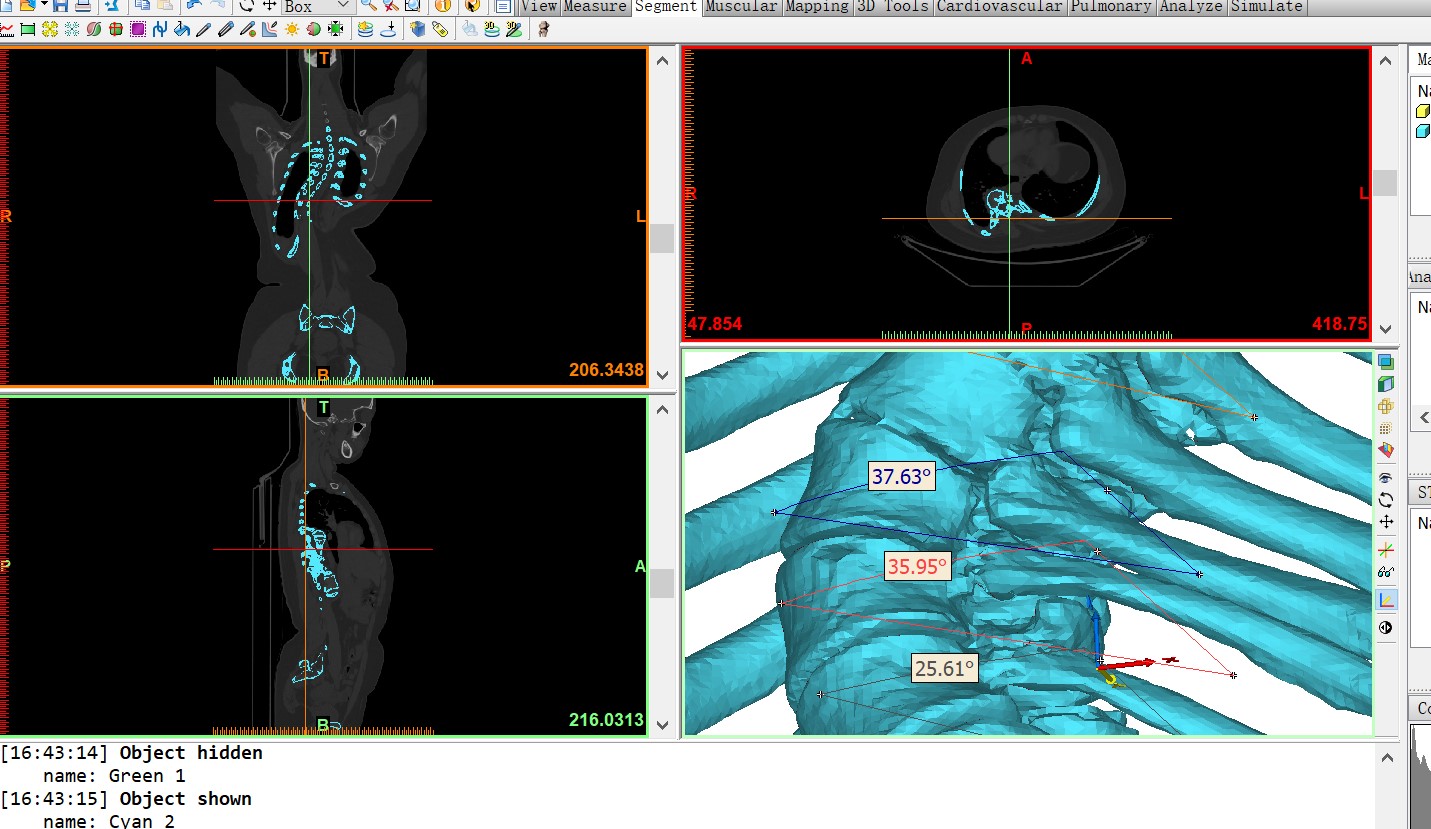 Box
View Measure Segment Muscular Mapping 3D Tools Cardiovascular Pulmonary Analyze Simulate
T
R
L
B
206.3438
A
R
L
P
47.854
418.75
T
P
A
B
216.0313
37.63°
35.95°
25.61°
Ma
Na
Ana
Na
ST
Na
Co
[16:43:14] Object hidden
name: Green 1
[16:43:15] Object shown
name: Cyan 2